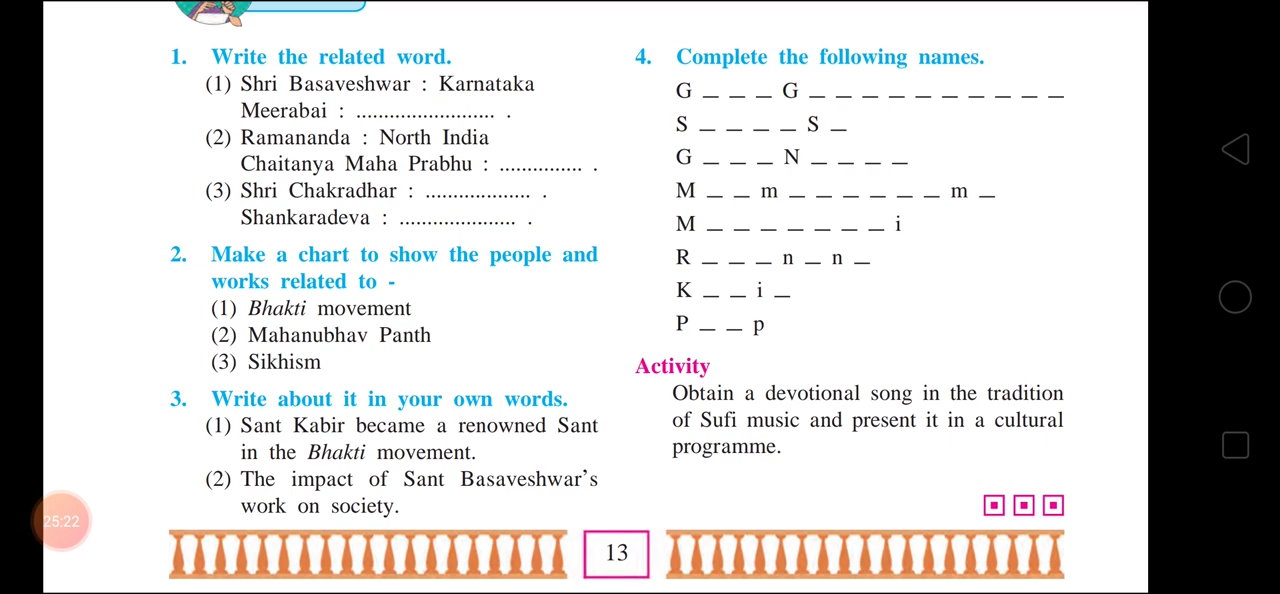 1. Write the related word.
(1) Shri Basaveshwar : Karnataka
Meerabai : ......................... .
(2) Ramananda : North India
Chaitanya Maha Prabhu : ............... .
(3) Shri Chakradhar : ................... .
Shankaradeva : ..................... .
2. Make a chart to show the people and
works related to -
(1) Bhakti movement
(2) Mahanubhav Panth
(3) Sikhism
3. Write about it in your own words.
(1) Sant Kabir became a renowned Sant
in the Bhakti movement.
(2) The impact of Sant Basaveshwar's
work on society.
4. Complete the following names.
G _ _ _ G _ _ _ _ _ _ _ _ _ _
S _ _ _ _ S _
G _ _ _ N _ _ _ _
M _ _ m _ _ _ _ _ _ m _
M _ _ _ _ _ _ _ i
R _ _ _ n _ n _
K _ _ i _
P _ _ p
Activity
Obtain a devotional song in the tradition
of Sufi music and present it in a cultural
programme.
13
25:22